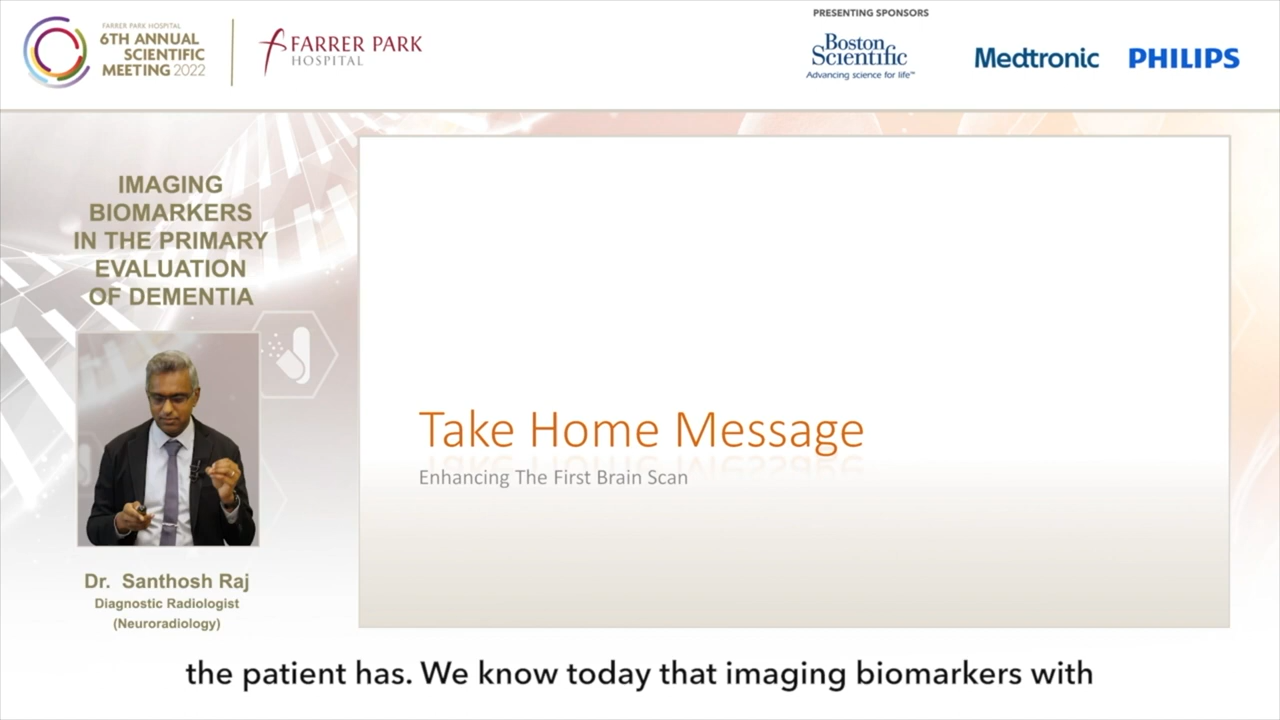 FARRER PARK HOSPITAL
6TH ANNUAL
SCIENTIFIC
MEETING 2022
FARRER PARK
HOSPITAL
PRESENTING SPONSORS
Boston
Scientific
Advancing science for life™
Medtronic
PHILIPS
IMAGING
BIOMARKERS
IN THE PRIMARY
EVALUATION
OF DEMENTIA
Dr. Santhosh Raj
Diagnostic Radiologist
(Neuroradiology)
Take Home Message
Enhancing The First Brain Scan
the patient has. We know today that imaging biomarkers with